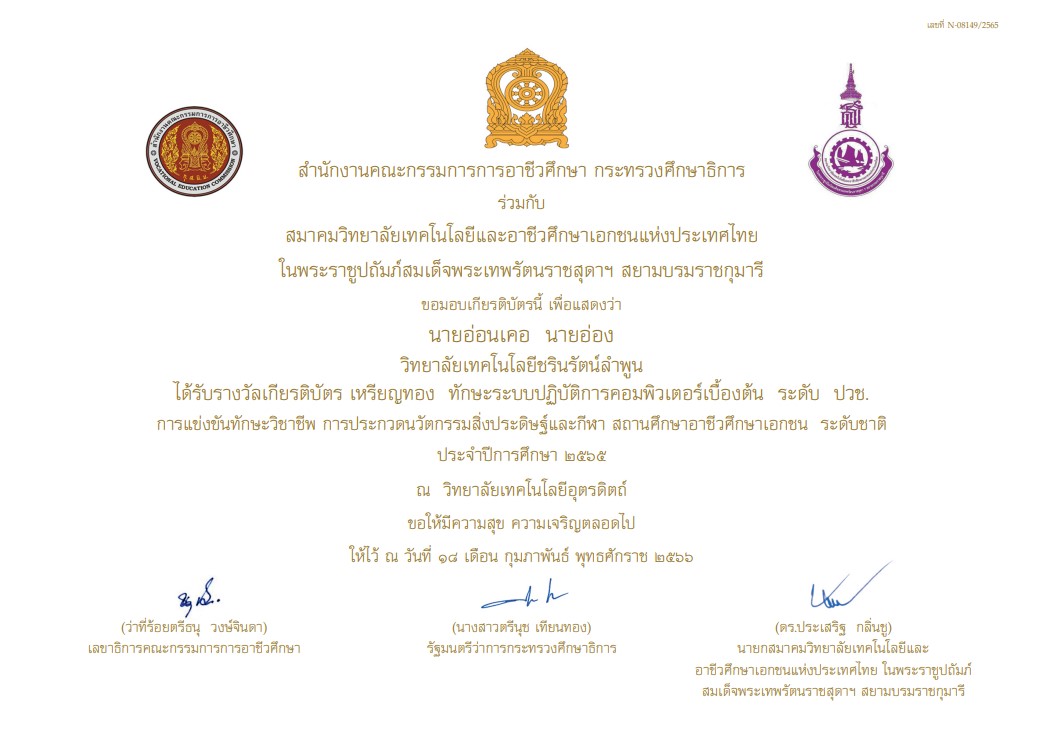 เลขที่ N-08149/2565
สำนักงานคณะกรรมการการอาชีวศึกษา
VOCATIONAL EDUCATION COMMISSION
สำนักงานคณะกรรมการการอาชีวศึกษา กระทรวงศึกษาธิการ
ร่วมกับ
สมาคมวิทยาลัยเทคโนโลยีและอาชีวศึกษาเอกชนแห่งประเทศไทย
ในพระราชูปถัมภ์สมเด็จพระเทพรัตนราชสุดาฯ สยามบรมราชกุมารี
ขอมอบเกียรติบัตรนี้ เพื่อแสดงว่า
นายอ่อนเคอ นายอ่อง
วิทยาลัยเทคโนโลยีชรินรัตน์ลำพูน
ได้รับรางวัลเกียรติบัตร เหรียญทอง ทักษะระบบปฏิบัติการคอมพิวเตอร์เบื้องต้น ระดับ ปวช.
การแข่งขันทักษะวิชาชีพ การประกวดนวัตกรรมสิ่งประดิษฐ์และกีฬา สถานศึกษาอาชีวศึกษาเอกชน ระดับชาติ
ประจำปีการศึกษา ๒๕๖๕
ณ วิทยาลัยเทคโนโลยีอุตรดิตถ์
ขอให้มีความสุข ความเจริญตลอดไป
ให้ไว้ ณ วันที่ ๑๘ เดือน กุมภาพันธ์ พุทธศักราช ๒๕๖๖
(ว่าที่ร้อยตรีธนุ วงษ์จินดา)
เลขาธิการคณะกรรมการการอาชีวศึกษา
(นางสาวตรีนุช เทียนทอง)
รัฐมนตรีว่าการกระทรวงศึกษาธิการ
(ดร.ประเสริฐ กลิ่นชู)
นายกสมาคมวิทยาลัยเทคโนโลยีและ
อาชีวศึกษาเอกชนแห่งประเทศไทย ในพระราชูปถัมภ์
สมเด็จพระเทพรัตนราชสุดาฯ สยามบรมราชกุมารี